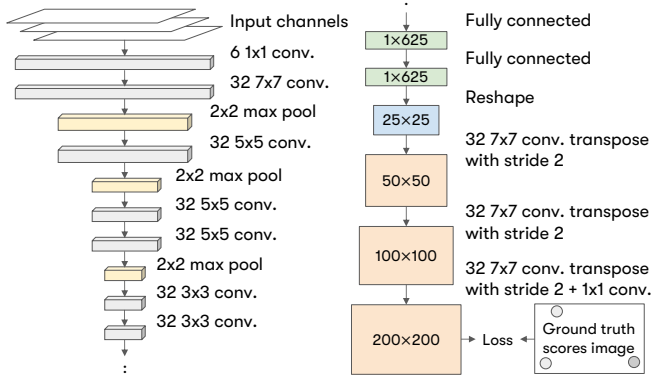 Input channels
6 1x1 conv.
32 7x7 conv.
2x2 max pool
32 5x5 conv.
2x2 max pool
32 5x5 conv.
32 5x5 conv.
2x2 max pool
32 3x3 conv.
32 3x3 conv.
Fully connected
1×625
Fully connected
1×625
Reshape
25×25
32 7x7 conv. transpose
with stride 2
50×50
32 7x7 conv. transpose
with stride 2
100×100
32 7x7 conv. transpose
with stride 2 + 1x1 conv.
200×200
Loss
Ground truth
scores image